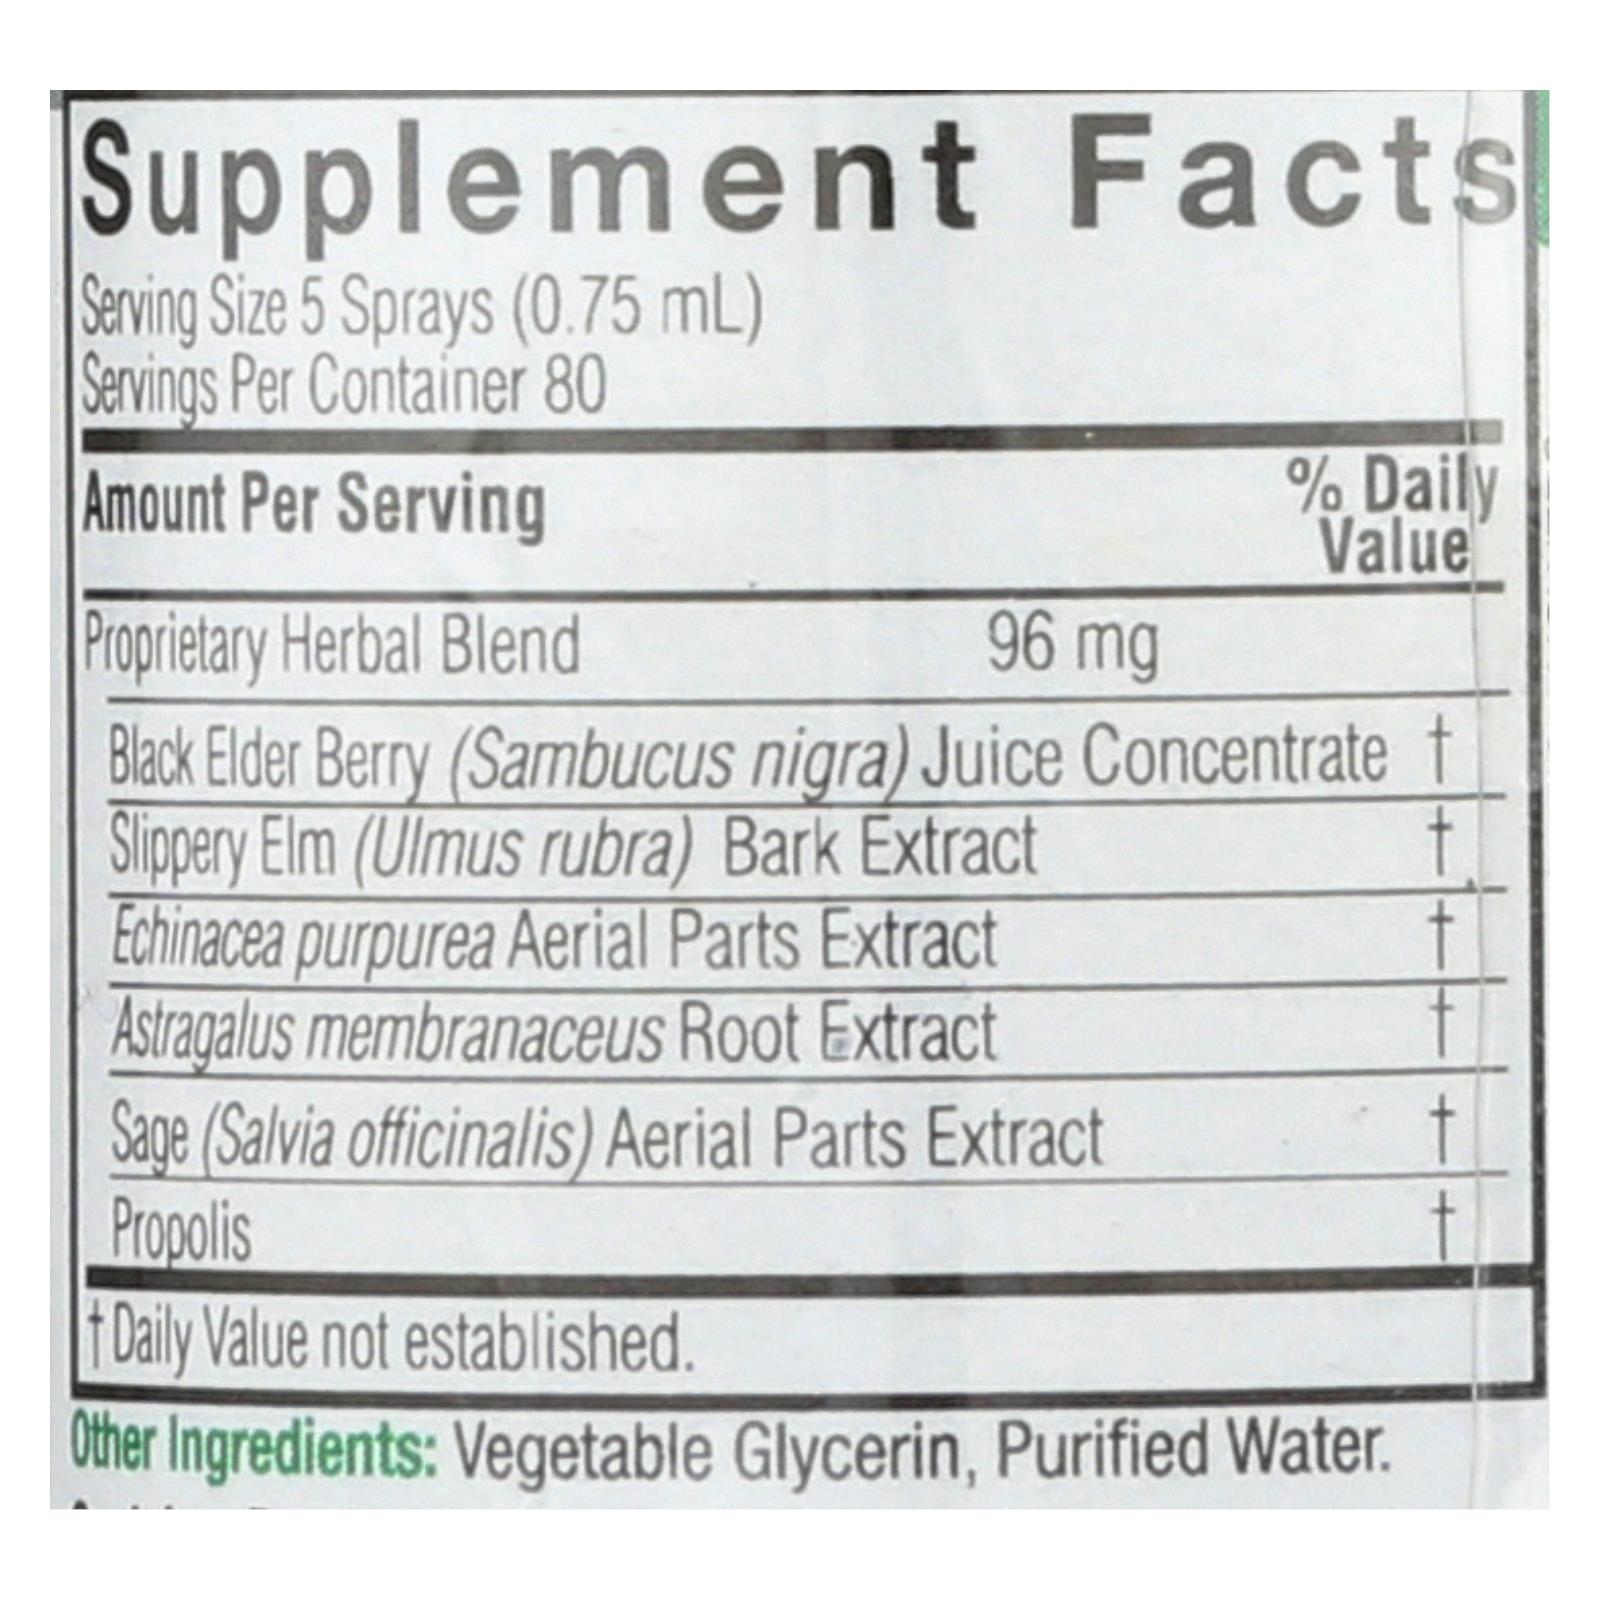 Supplement Facts
Serving Size 5 Sprays (0.75 mL)
Servings Per Container 80
Amount Per Serving
% Daily
Value
Proprietary Herbal Blend 96 mg
Black Elder Berry (Sambucus nigra) Juice Concentrate †
Slippery Elm (Ulmus rubra) Bark Extract †
Echinacea purpurea Aerial Parts Extract †
Astragalus membranaceus Root Extract †
Sage (Salvia officinalis) Aerial Parts Extract †
Propolis †
† Daily Value not established.
Other Ingredients: Vegetable Glycerin, Purified Water.